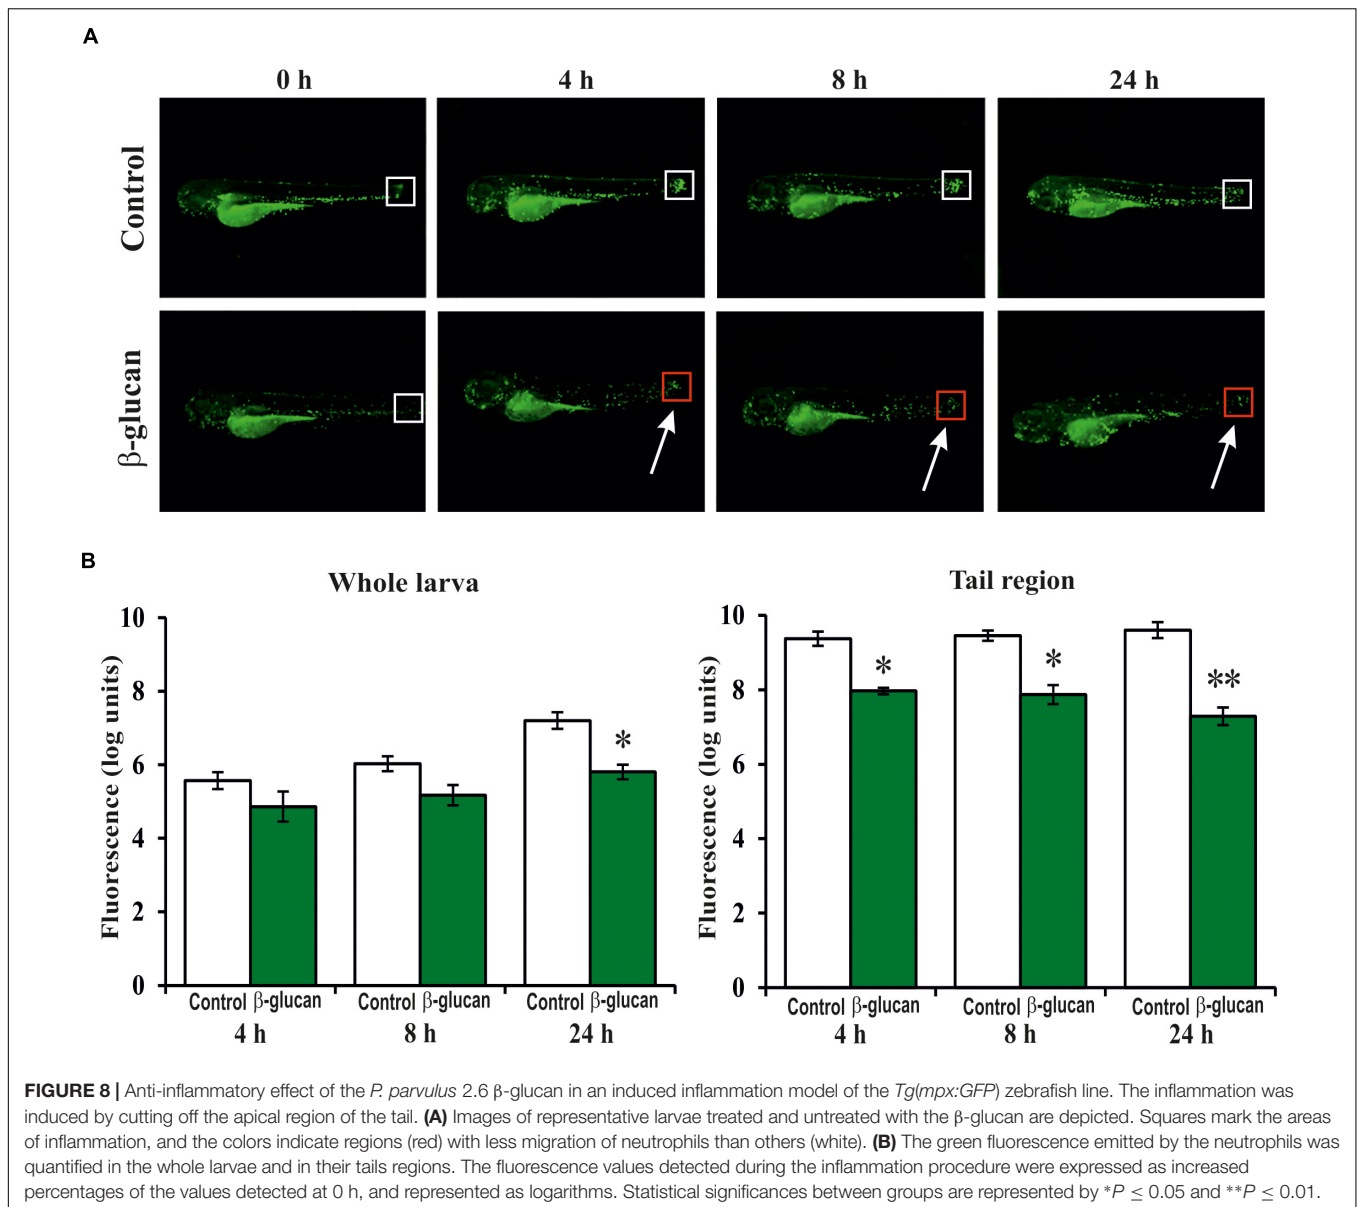 A
0 h 4 h 8 h 24 h
Control
β-glucan
B
Whole larva
Fluorescence (log units)
10
8
6
4
2
0
Control β-glucan Control β-glucan Control β-glucan
4 h 8 h 24 h
Tail region
Fluorescence (log units)
10
8
6
4
2
0
* * **
*
Control β-glucan Control β-glucan Control β-glucan
4 h 8 h 24 h
FIGURE 8 | Anti-inflammatory effect of the P. parvulus 2.6 β-glucan in an induced inflammation model of the Tg(mpx:GFP) zebrafish line. The inflammation was
induced by cutting off the apical region of the tail. (A) Images of representative larvae treated and untreated with the β-glucan are depicted. Squares mark the areas
of inflammation, and the colors indicate regions (red) with less migration of neutrophils than others (white). (B) The green fluorescence emitted by the neutrophils was
quantified in the whole larvae and in their tails regions. The fluorescence values detected during the inflammation procedure were expressed as increased
percentages of the values detected at 0 h, and represented as logarithms. Statistical significances between groups are represented by *P ≤ 0.05 and **P ≤ 0.01.